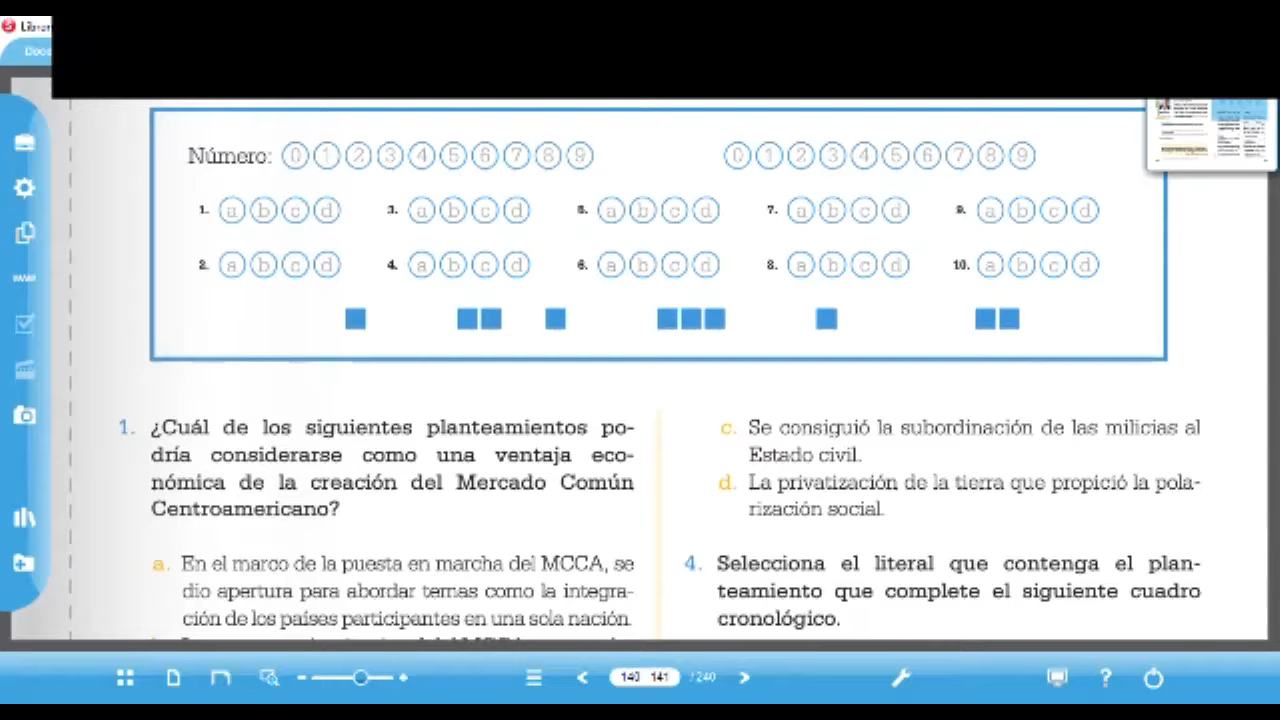 Número: 0 1 2 3 4 5 6 9 0 1 2 3 4 5 6 7 8 9
1. a b c d 3. a b c d 5. a b c d 7. a b c d 9. a b c d
2. a b c d 4. a b c d 6. a b c d 8. a b c d 10. a b c d
1. ¿Cuál de los siguientes planteamientos po-
dría considerarse como una ventaja eco-
nómica de la creación del Mercado Común
Centroamericano?
a. En el marco de la puesta en marcha del MCCA, se
dio apertura para abordar temas como la integra-
ción de los países participantes en una sola nación.
c. Se consiguió la subordinación de las milicias al
Estado civil.
d. La privatización de la tierra que propició la pola-
rización social.
4. Selecciona el literal que contenga el plan-
teamiento que complete el siguiente cuadro
cronológico.
www
140 141 / 240
?